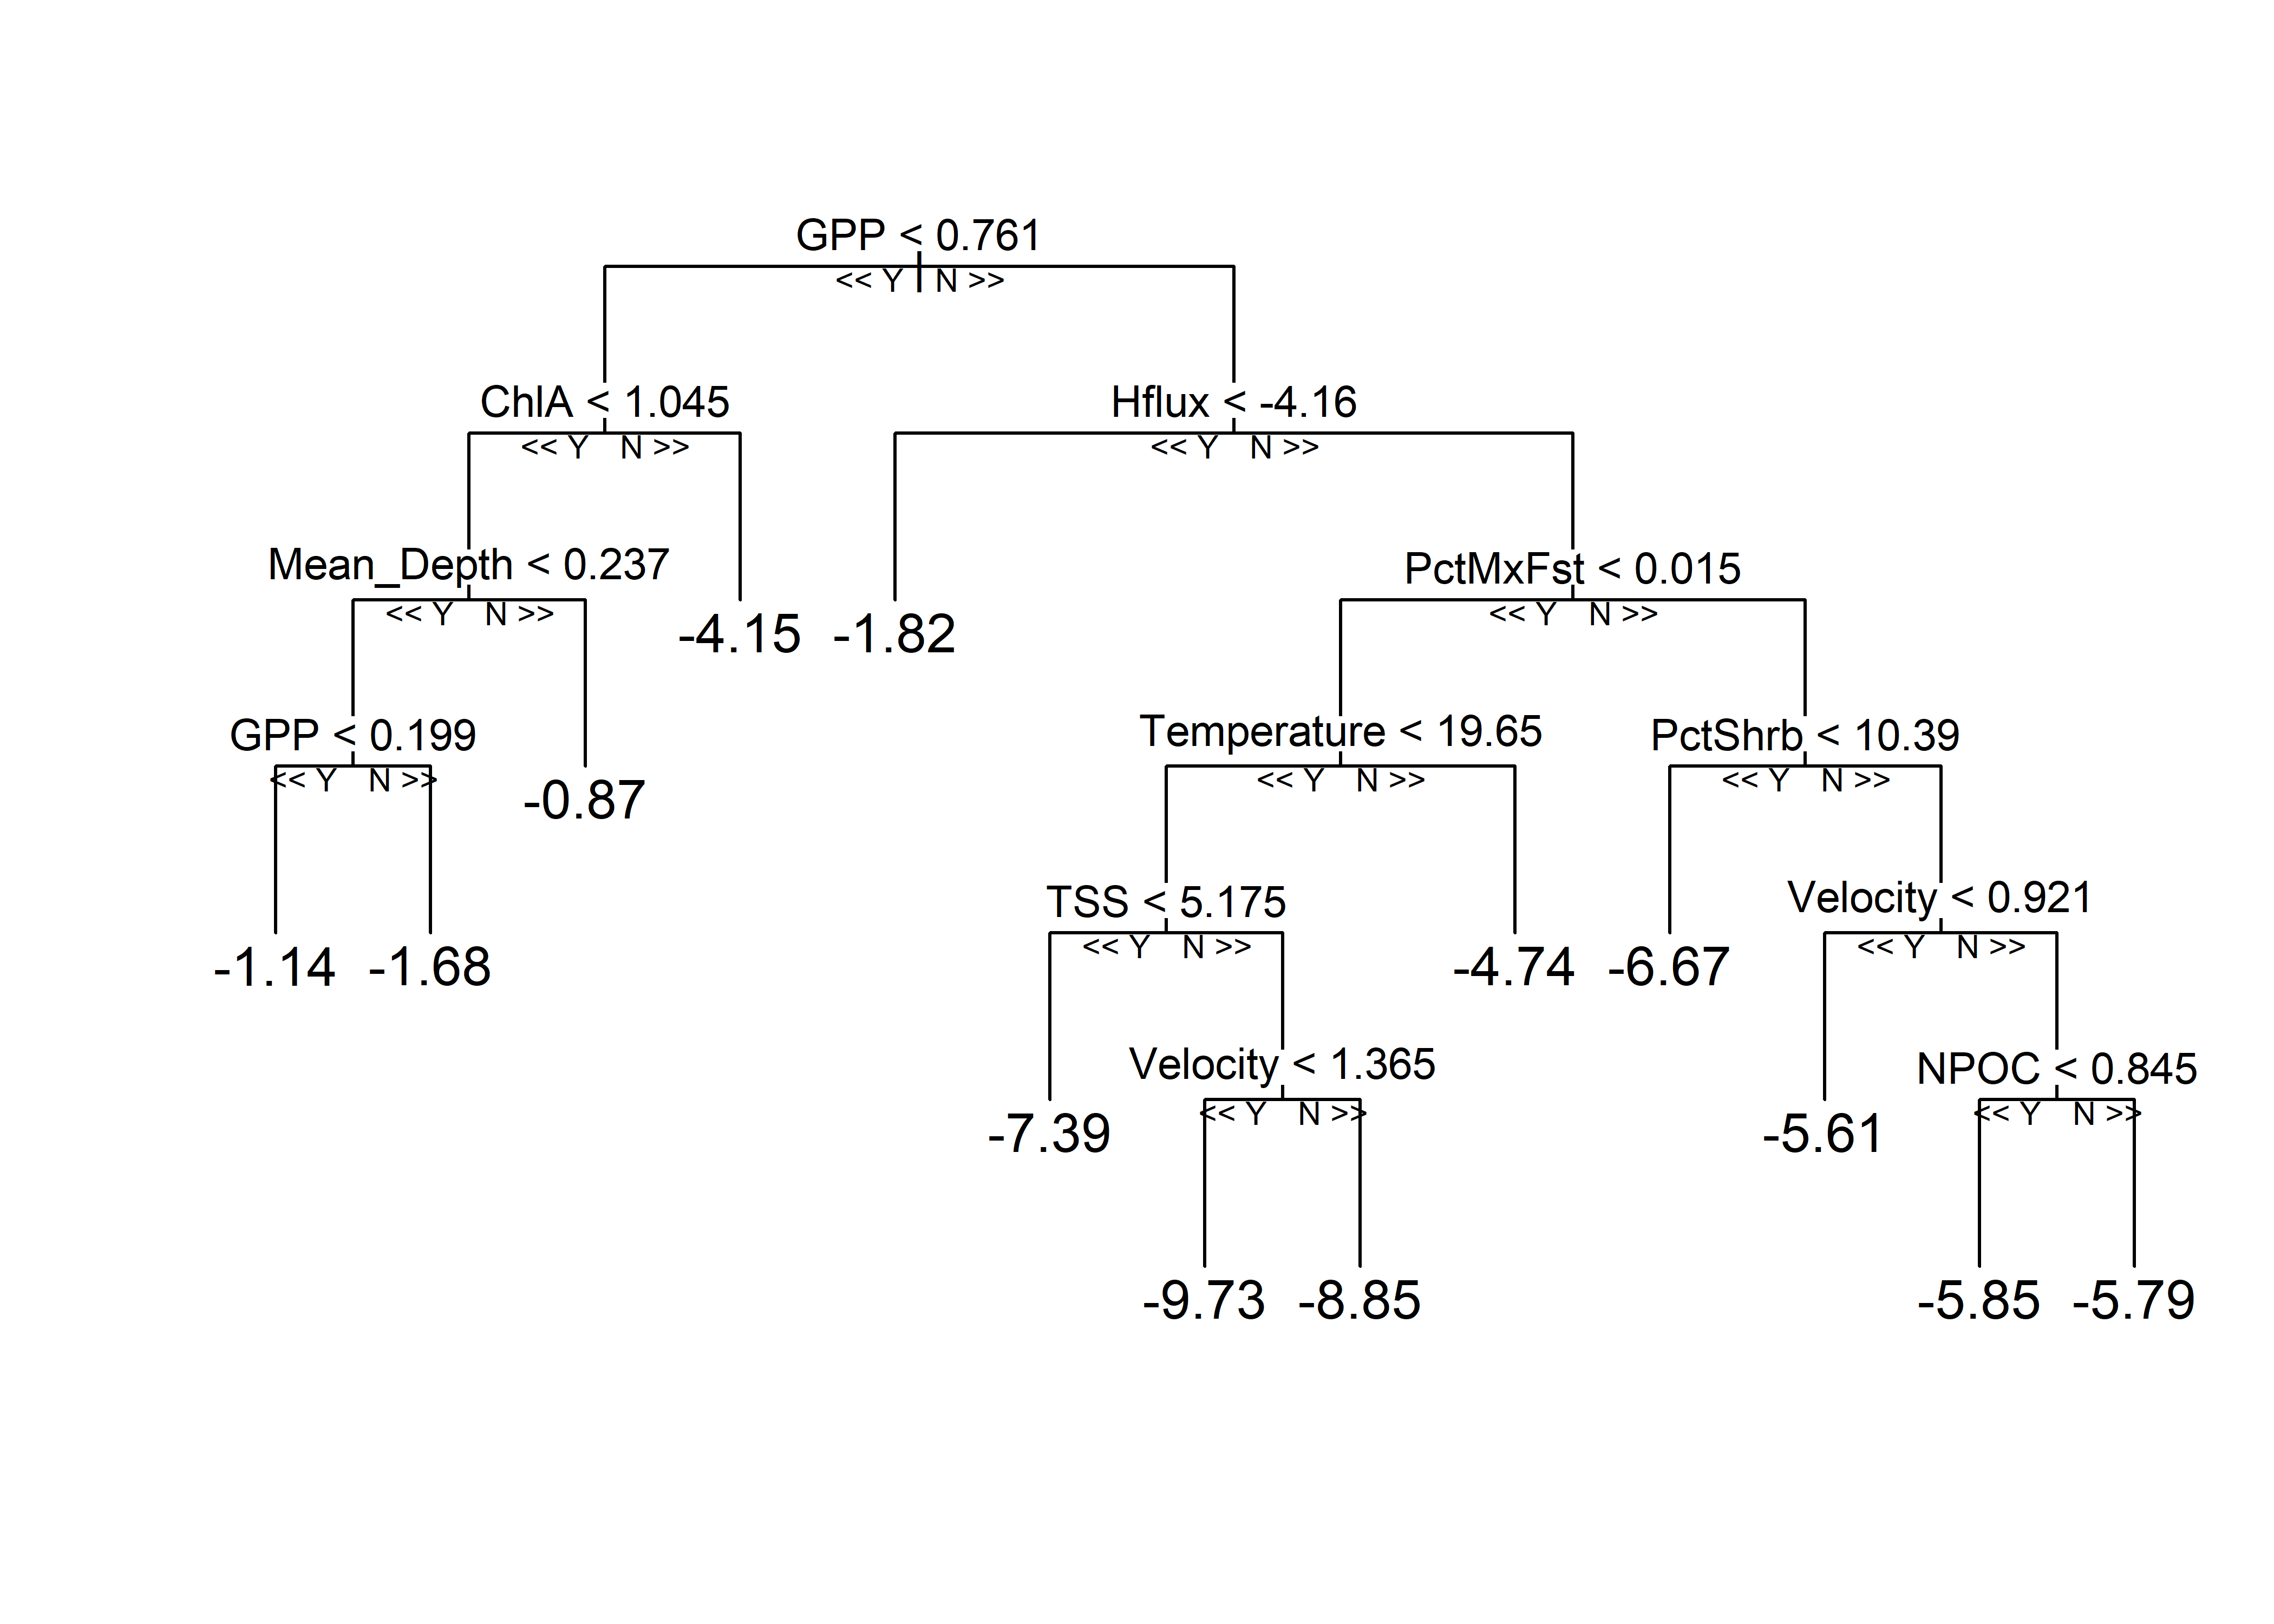 GPP < 0.761
<< Y N >>
ChlA < 1.045
Hflux < -4.16
<< Y N >>
<< Y N >>
Mean_Depth < 0.237
PctMxFst < 0.015
<< Y N >>
-4.15
-1.82
<< Y N >>
GPP < 0.199
Temperature < 19.65
PctShrb < 10.39
<< Y N >>
-0.87
<< Y N >>
<< Y N >>
TSS < 5.175
Velocity < 0.921
-1.14
-1.68
<< Y N >>
-4.74
-6.67
<< Y N >>
Velocity < 1.365
NPOC < 0.845
-7.39
<< Y N >>
-5.61
<< Y N >>
-9.73
-8.85
-5.85
-5.79